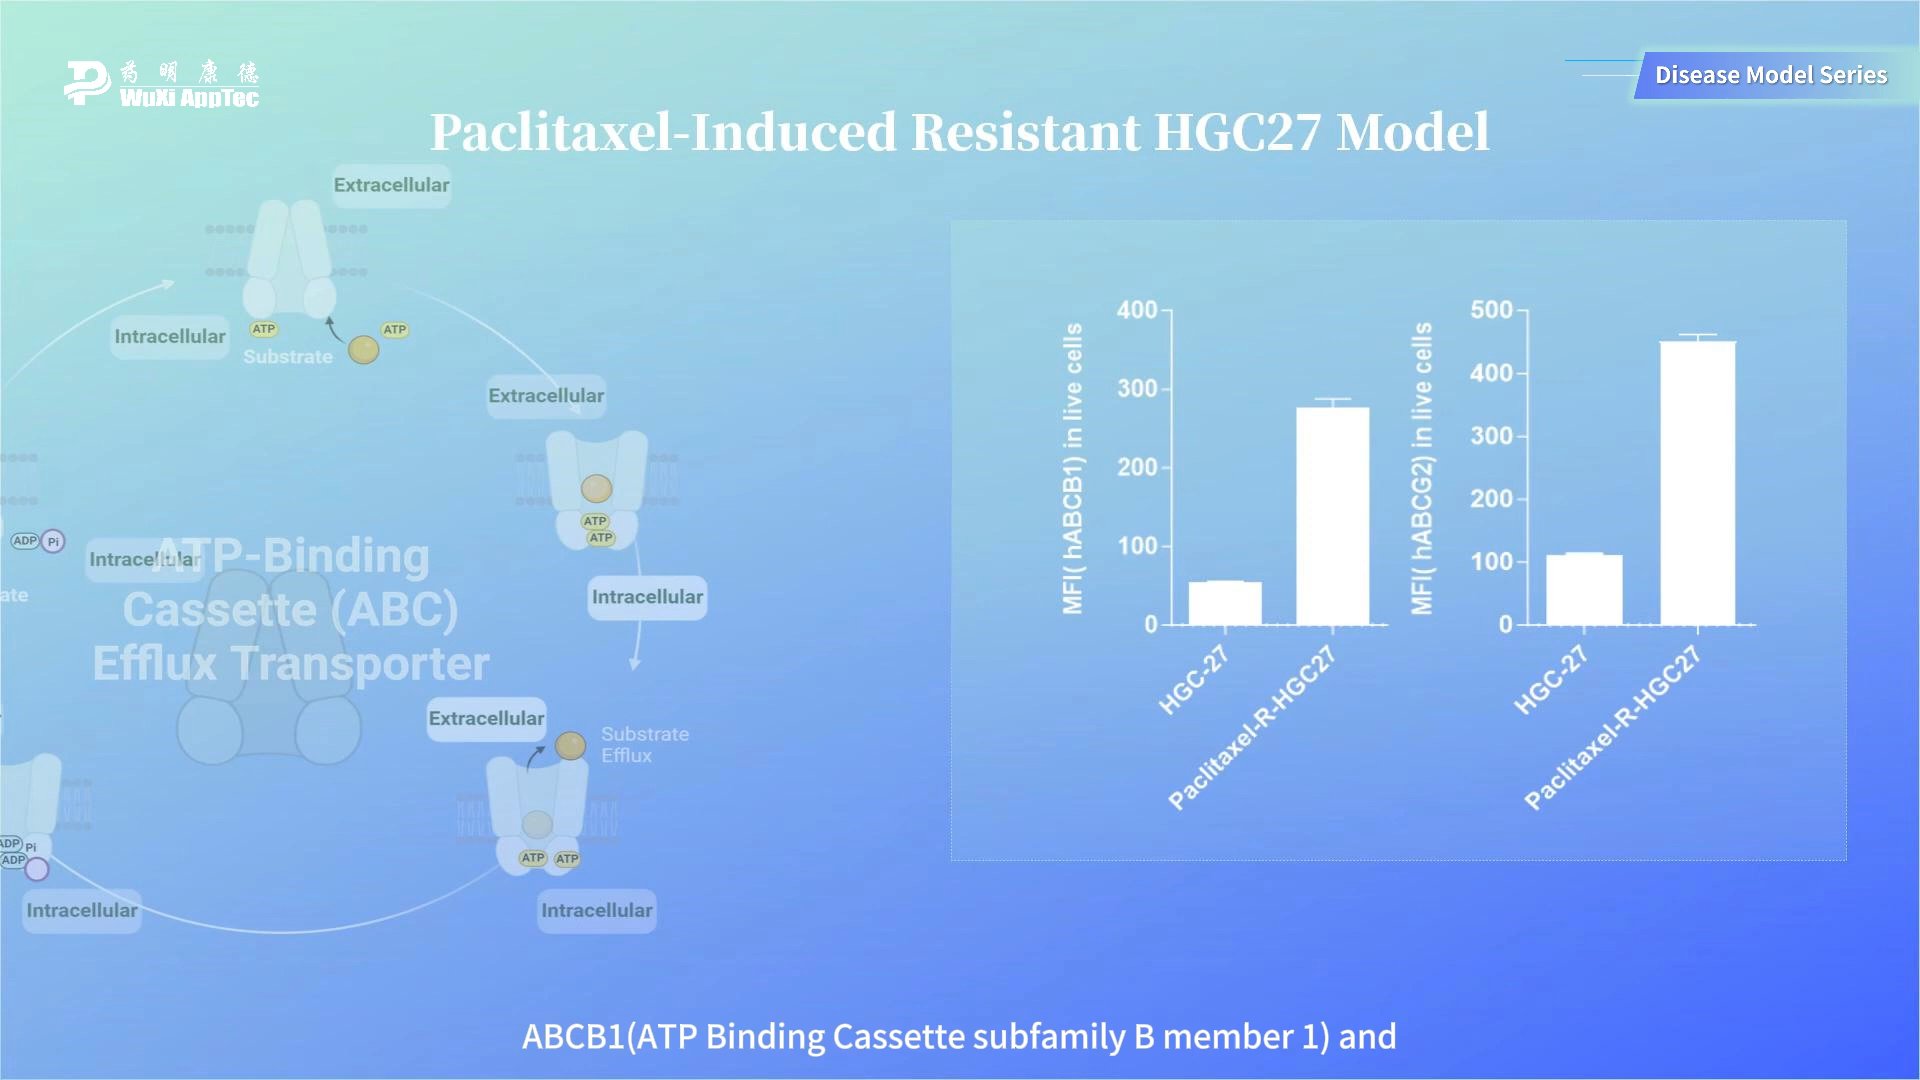 药明康德
WuXi AppTec
Disease Model Series
Paclitaxel-Induced Resistant HGC27 Model
Extracellular
Intracellular
ATP
ATP
Substrate
Extracellular
ATP
ATP
Intracellular
ADP
Pi
Intracellular
ATP-Binding
Cassette (ABC)
Efflux Transporter
Extracellular
Substrate
Efflux
ATP
ATP
Intracellular
ADP
Pi
ADP
Intracellular
MFI( hABCB1) in live cells
400
300
200
100
0
HGC-27
Paclitaxel-R-HGC27
MFI( hABCG2) in live cells
500
400
300
200
100
0
HGC-27
Paclitaxel-R-HGC27
ABCB1(ATP Binding Cassette subfamily B member 1) and